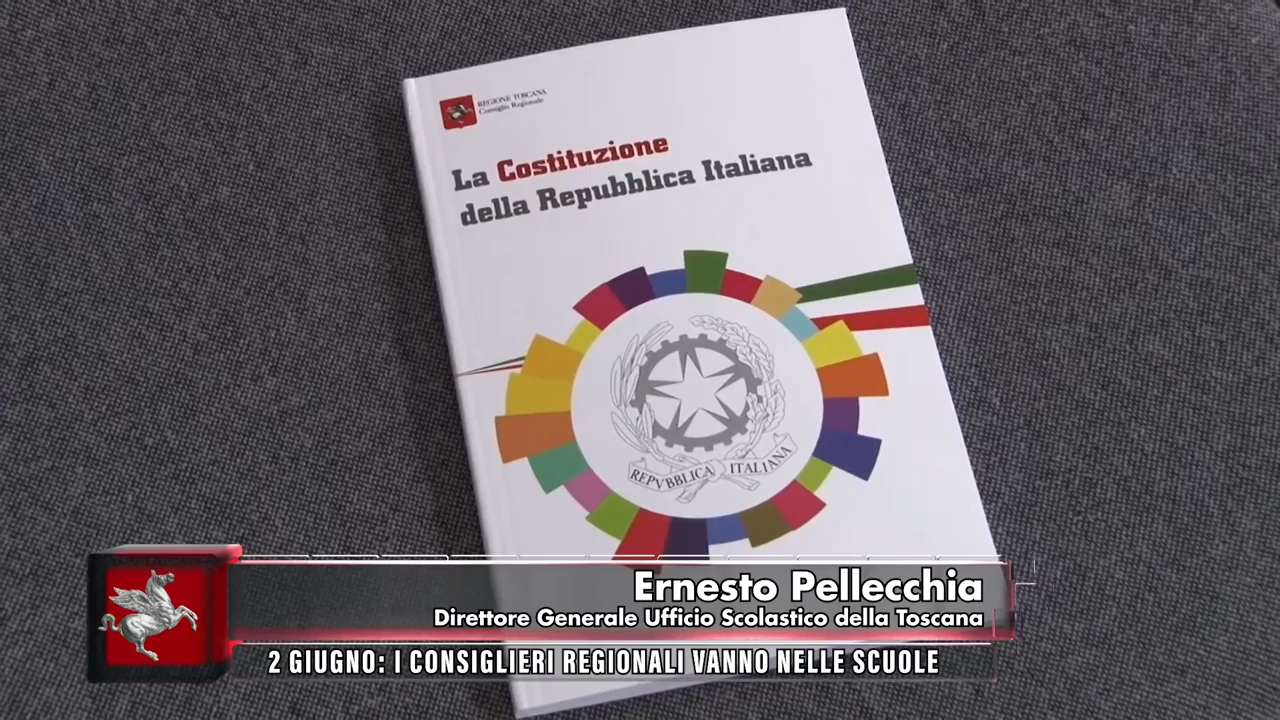 REGIONE TOSCANA
Consiglio Regionale
La Costituzione
della Repubblica Italiana
REPVBBLICA ITALIANA
Ernesto Pellecchia
Direttore Generale Ufficio Scolastico della Toscana
2 GIUGNO: I CONSIGLIERI REGIONALI VANNO NELLE SCUOLE